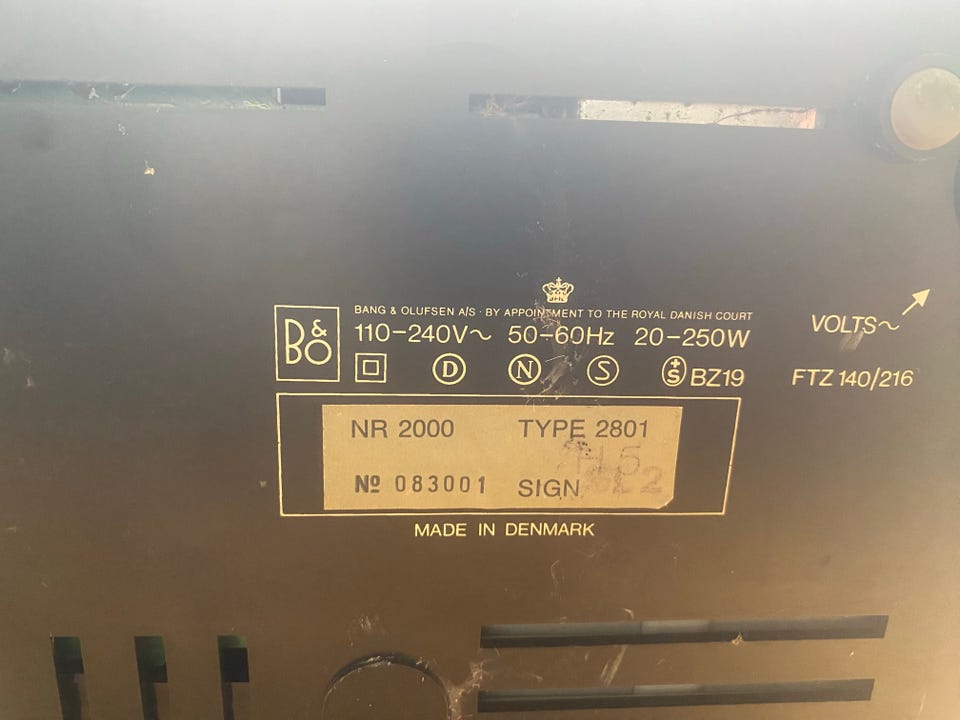 B&O
BANG & OLUFSEN A/S · BY APPOINTMENT TO THE ROYAL DANISH COURT
110-240V~ 50-60Hz 20-250W
VOLTS~
D N S +S BZ19
FTZ 140/216
NR 2000 TYPE 2801
Nº 083001 SIGN
MADE IN DENMARK